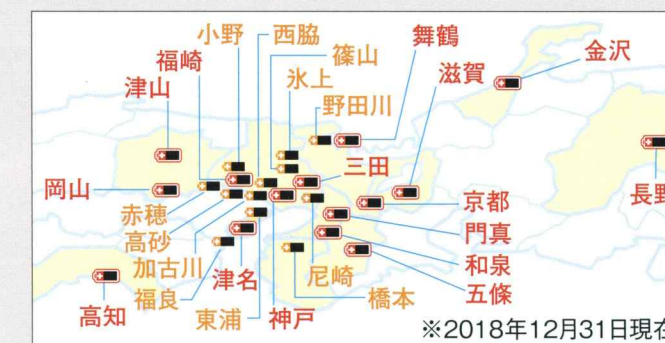 小野
西脇
舞鶴
金沢
福崎
篠山
滋賀
津山
氷上
野田川
三田
岡山
長野
京都
赤穂
高砂
門真
加古川
津名
尼崎
和泉
福良
橋本
五條
高知
東浦
神戸
※2018年12月31日現在